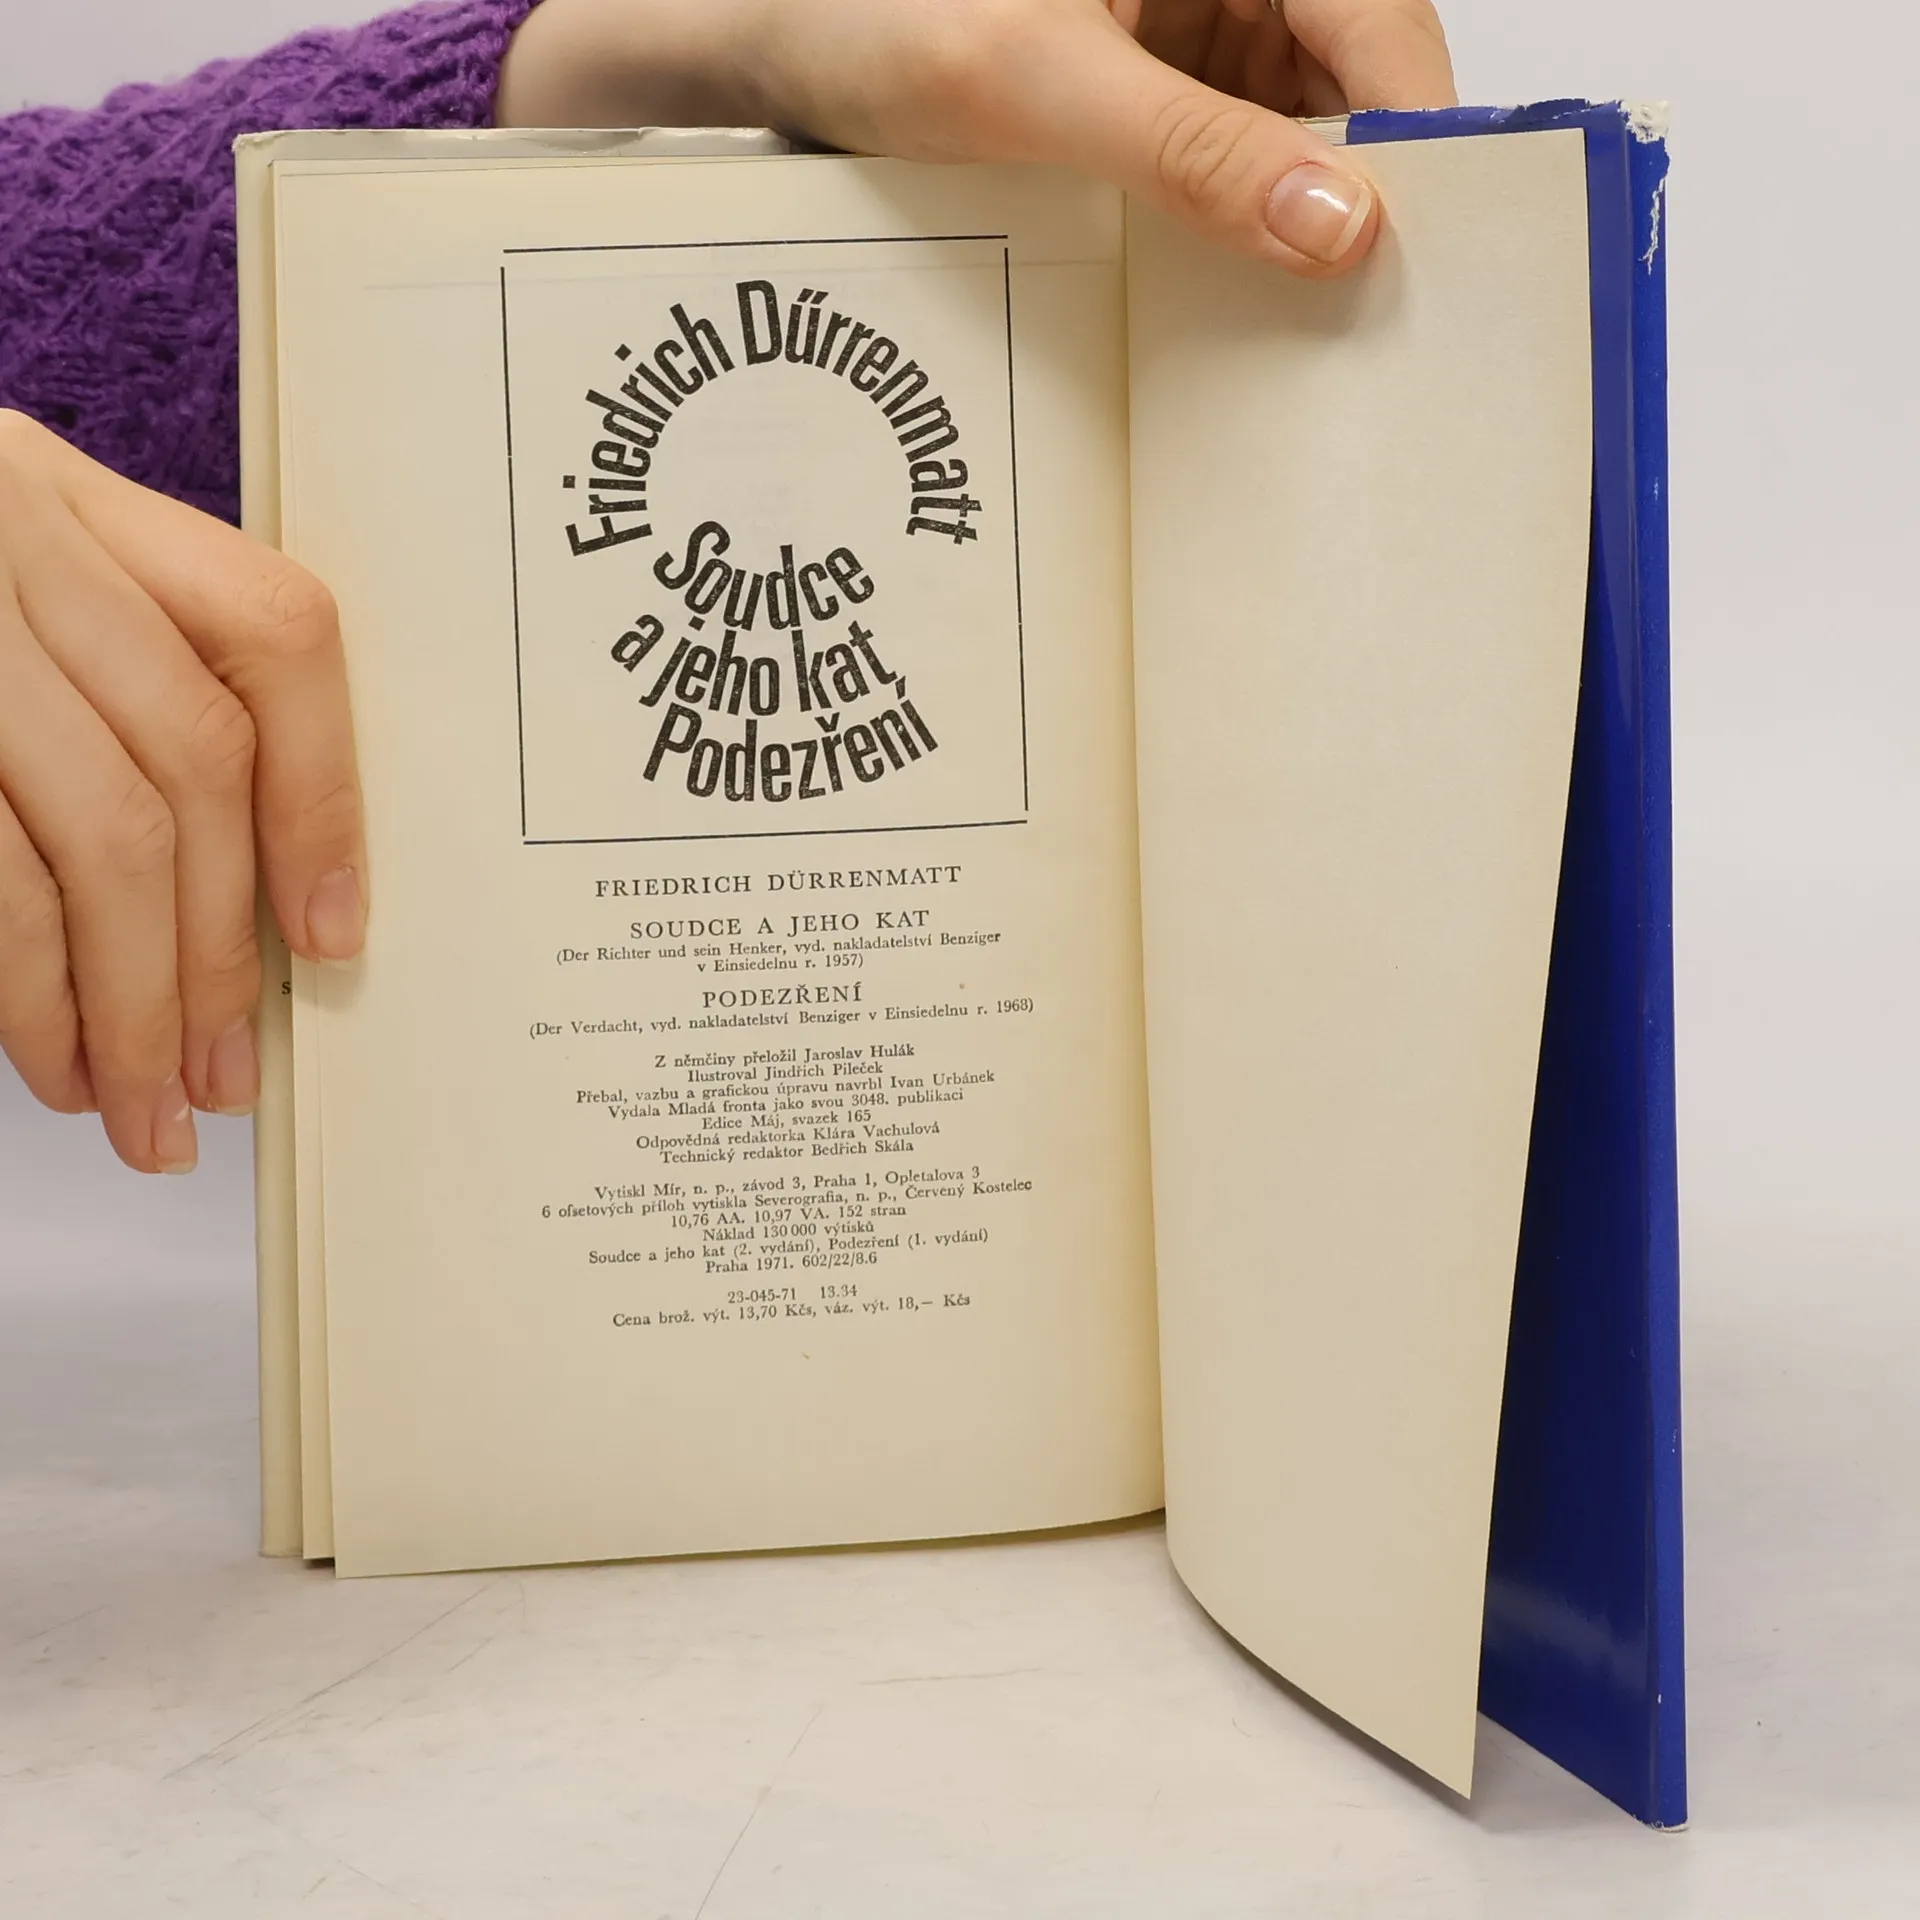 Friedrich Dűrrenmatt
Soudce
a jeho kat
Podezření
FRIEDRICH DÜRRENMATT
SOUDCE A JEHO KAT
(Der Richter und sein Henker, vyd. nakladatelství Benziger
v Einsiedelnu r. 1957)
PODEZŘENÍ
(Der Verdacht, vyd. nakladatelství Benziger v Einsiedelnu r. 1968)
Z němčiny přeložil Jaroslav Hulák
Ilustroval Jindřich Pileček
Přebal, vazbu a grafickou úpravu navrhl Ivan Urbánek
Vydala Mladá fronta jako svou 3048. publikaci
Edice Máj, svazek 165
Odpovědná redaktorka Klára Vachulová
Technický redaktor Bedřich Skála
Vytiskl Mír, n. p., závod 3, Praha 1, Opletalova 3
6 ofsetových příloh vytiskla Severografia, n. p., Červený Kostelec
10,76 AA. 10,97 VA. 152 stran
Náklad 130 000 výtisků
Soudce a jeho kat (2. vydání), Podezření (1. vydání)
Praha 1971. 602/22/8.6
23-045-71 13.34
Cena brož. výt. 13,70 Kčs, váz. výt. 18,— Kčs
s